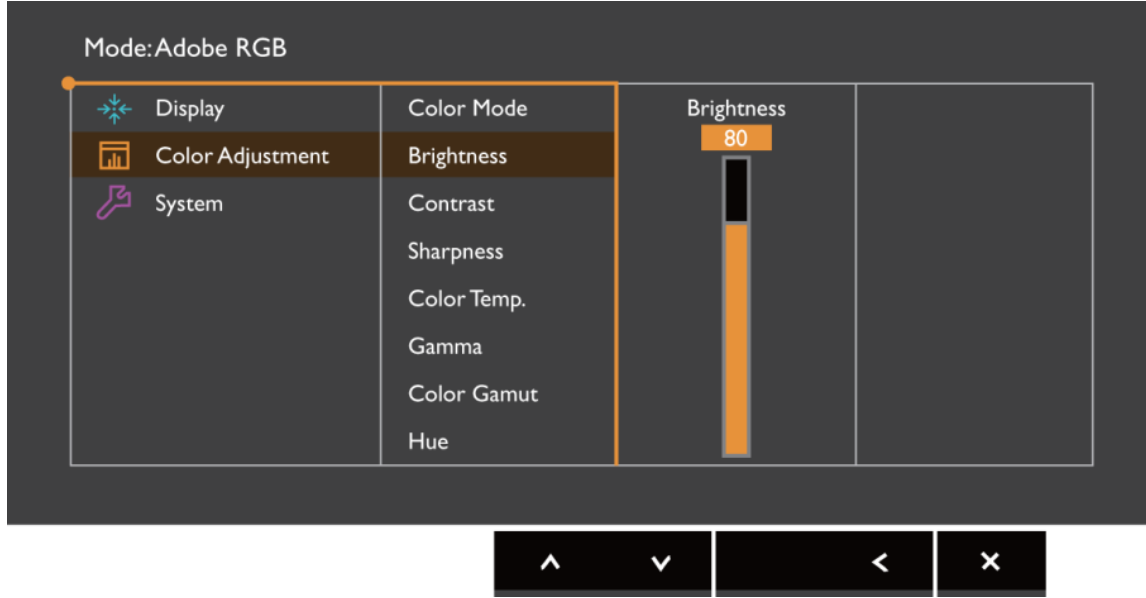 Mode: Adobe RGB
Display
Color Adjustment
System
Color Mode
Brightness
Contrast
Sharpness
Color Temp.
Gamma
Color Gamut
Hue
Brightness
80